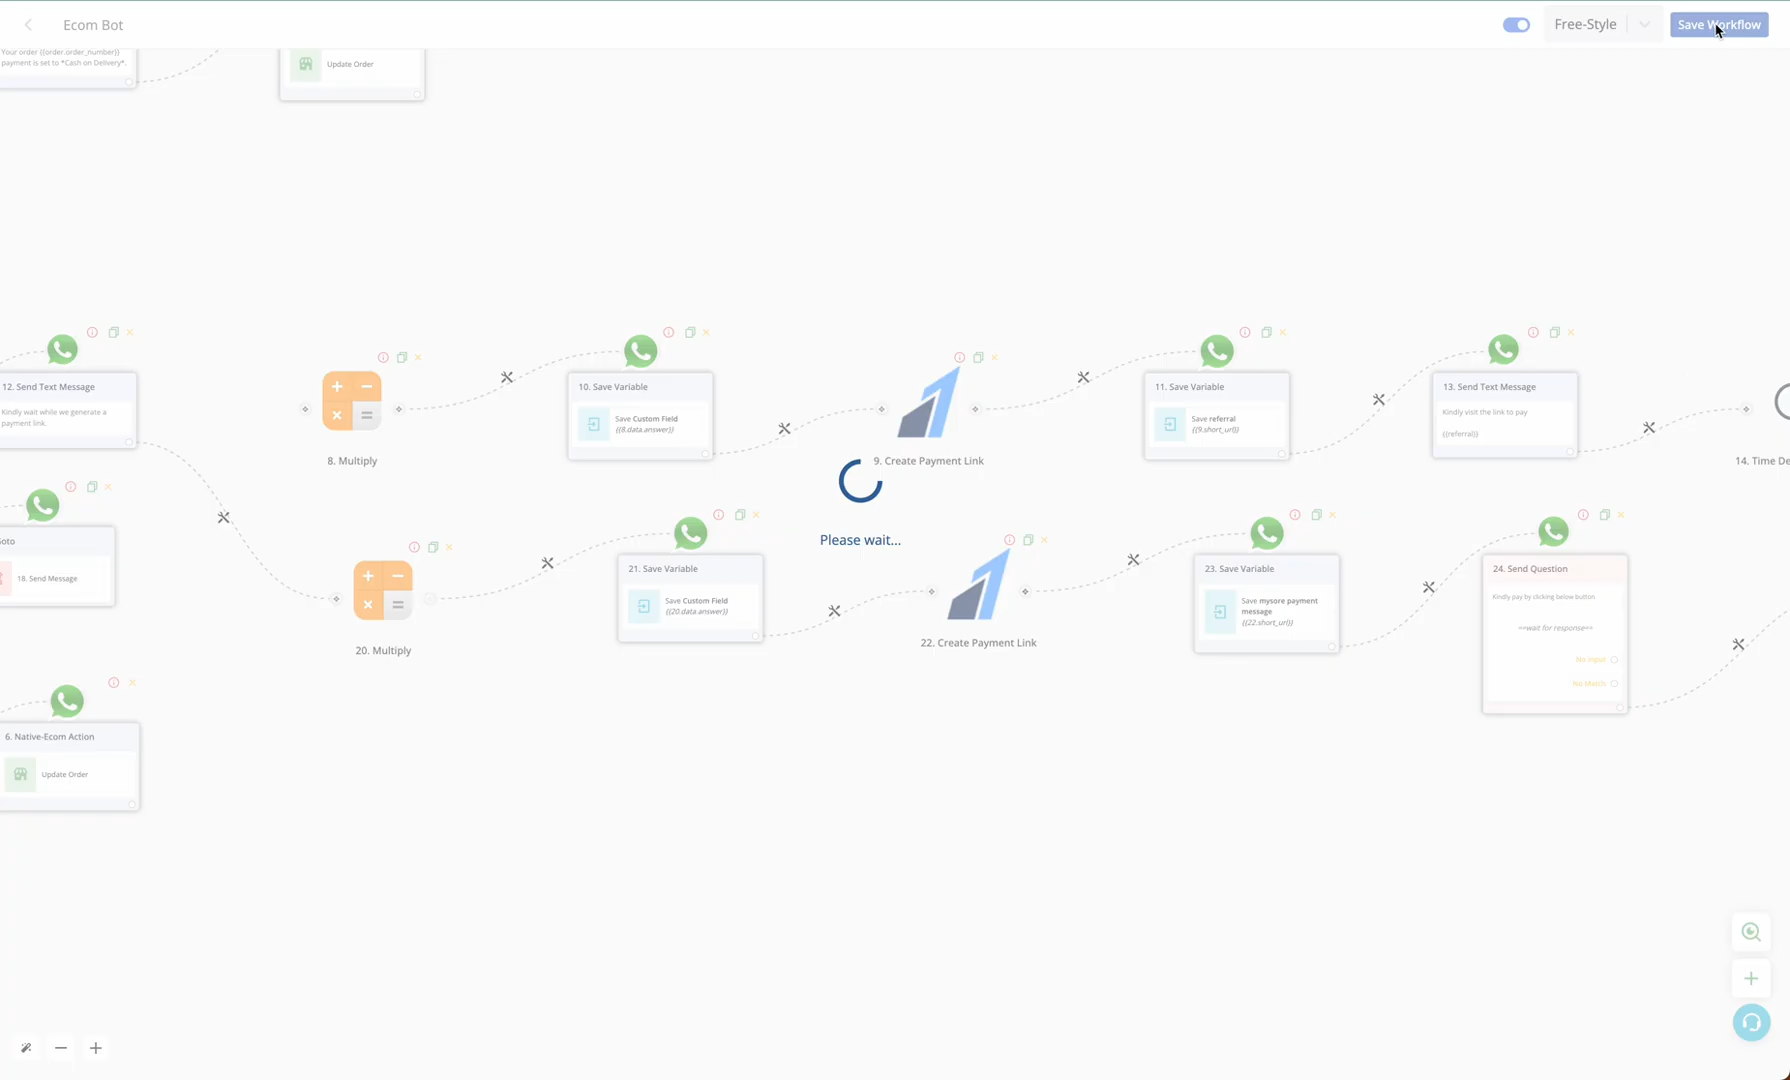 Ecom Bot
Free-Style
Save Workflow
Your order {{order.order_number}}
payment is set to *Cash on Delivery*.
Update Order
12. Send Text Message
Kindly wait while we generate a
payment link.
8. Multiply
10. Save Variable
Save Custom Field
{{8.data.answer}}
9. Create Payment Link
11. Save Variable
Save referral
{{9.short_url}}
13. Send Text Message
Kindly visit the link to pay
{{referral}}
14. Time De
Please wait...
oto
18. Send Message
20. Multiply
21. Save Variable
Save Custom Field
{{20.data.answer}}
22. Create Payment Link
23. Save Variable
Save mysore payment
message
{{22.short_url}}
24. Send Question
Kindly pay by clicking below button
==wait for response==
No Input
No Match
6. Native-Ecom Action
Update Order